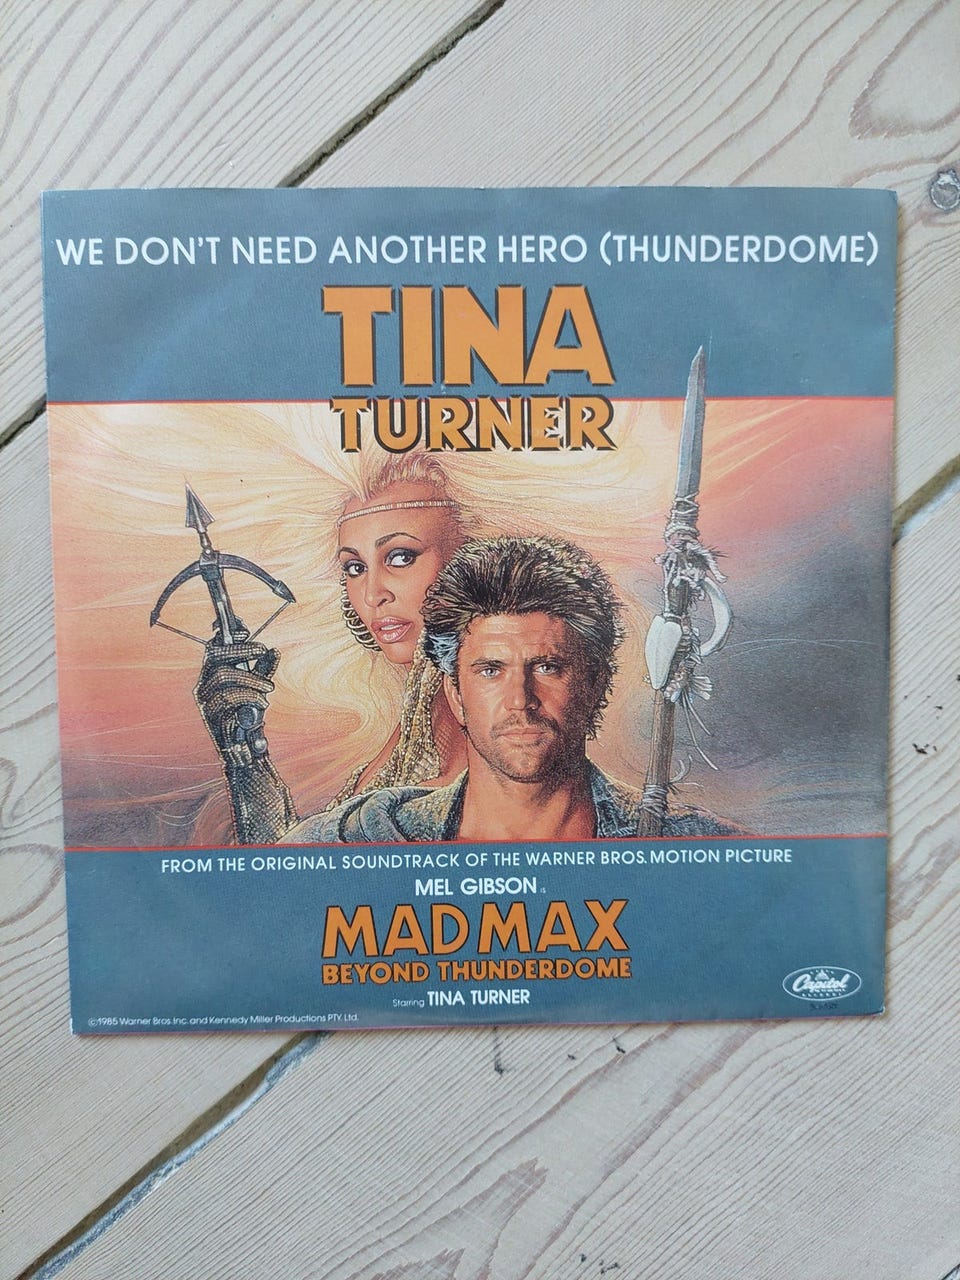 WE DON'T NEED ANOTHER HERO (THUNDERDOME)
TINA
TURNER
FROM THE ORIGINAL SOUNDTRACK OF THE WARNER BROS. MOTION PICTURE
MEL GIBSON is
MAD MAX
BEYOND THUNDERDOME
Starring TINA TURNER
Capitol
RECORDS
©1985 Warner Bros. Inc. and Kennedy Miller Productions PTY. Ltd.